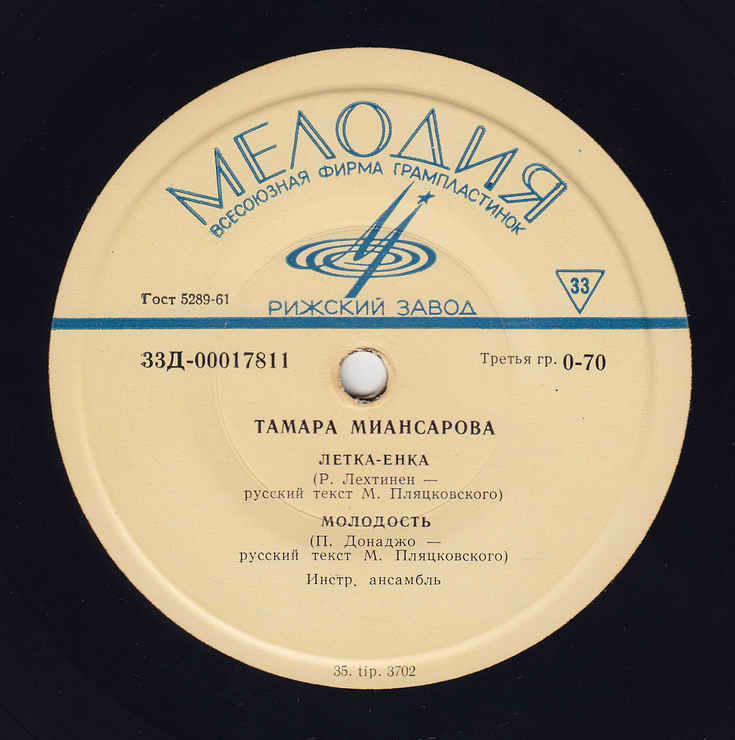 МЕЛОДИЯ
ВСЕСОЮЗНАЯ ФИРМА ГРАМПЛАСТИНОК
33
Гост 5289-61
РИЖСКИЙ ЗАВОД
33Д-00017811
Третья гр. 0-70
ТАМАРА МИАНСАРОВА
ЛЕТКА-ЕНКА
(Р. Лехтинен —
русский текст М. Пляцковского)
МОЛОДОСТЬ
(П. Донаджо —
русский текст М. Пляцковского)
Инстр. ансамбль
35. tip. 3702